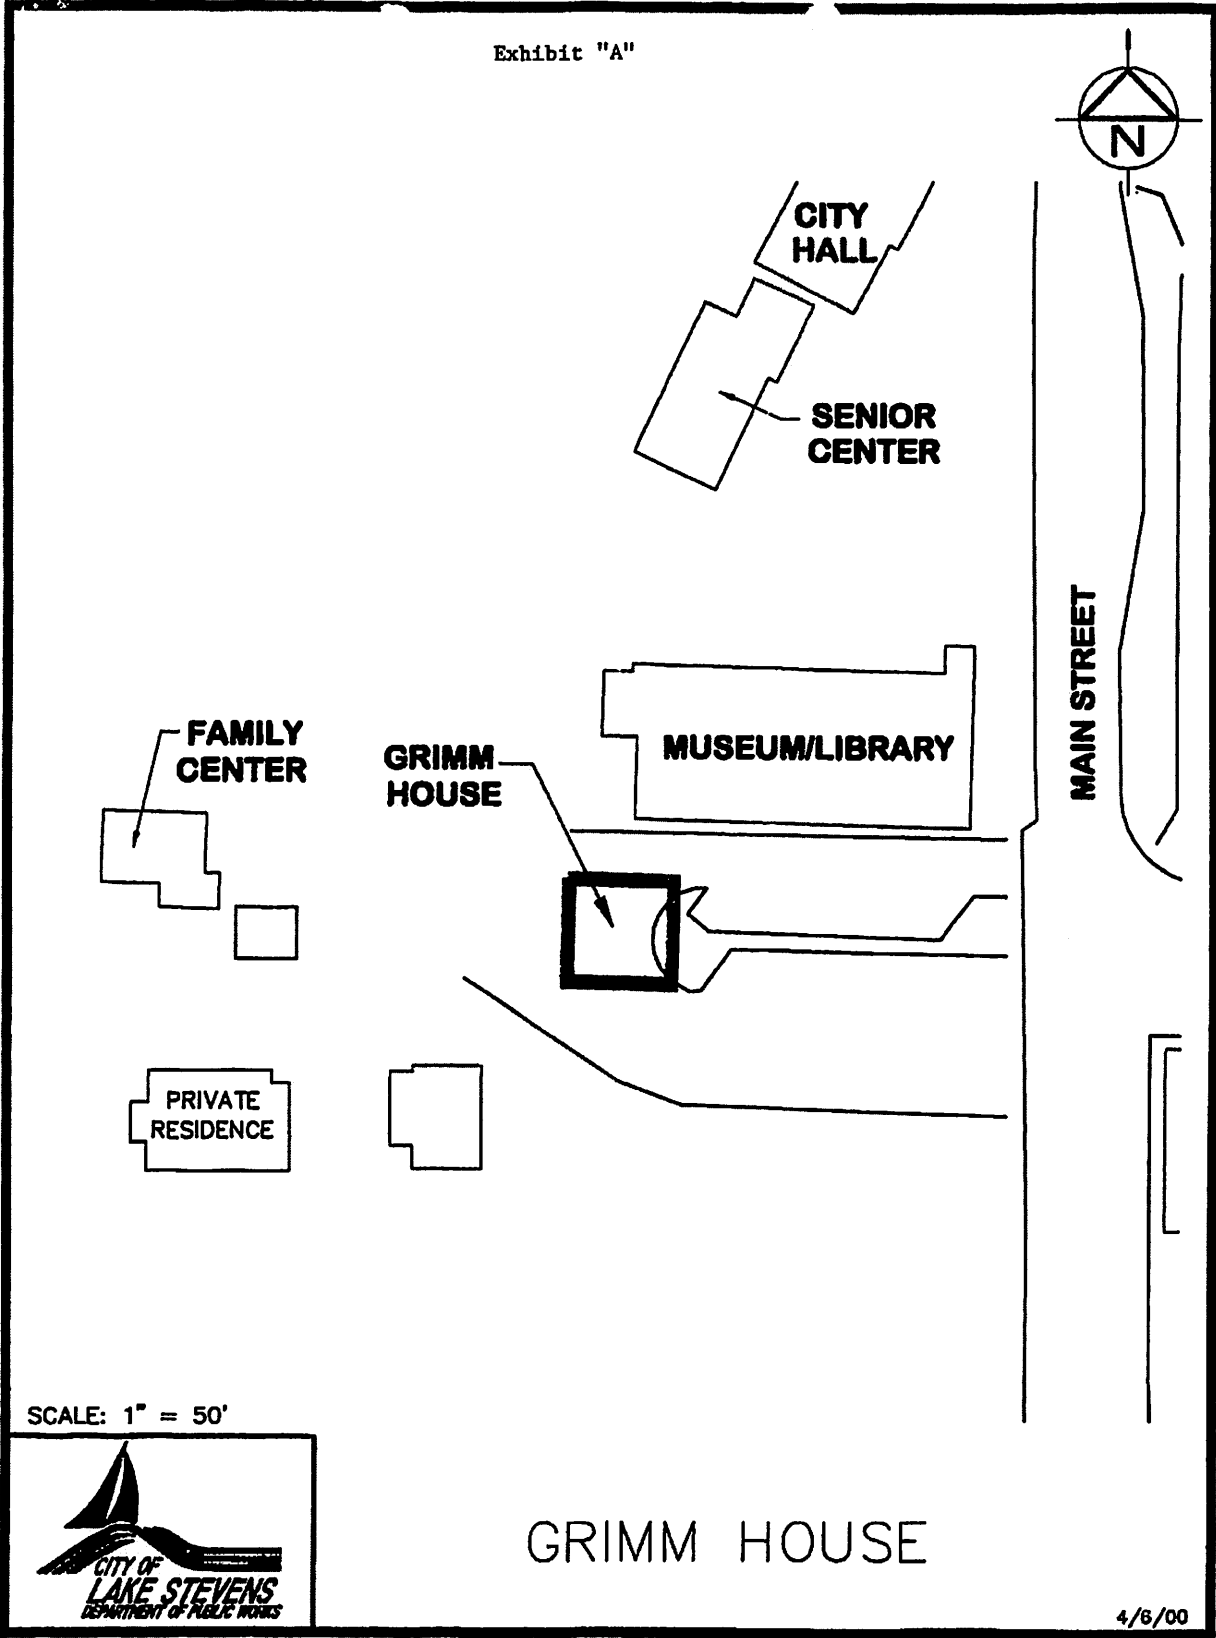 Exhibit "A"
N
CITY
HALL
SENIOR
CENTER
MAIN STREET
FAMILY
CENTER
GRIMM
HOUSE
MUSEUM/LIBRARY
PRIVATE
RESIDENCE
SCALE: 1" = 50'
CITY OF
LAKE STEVENS
DEPARTMENT OF PUBLIC WORKS
GRIMM HOUSE
4/6/00